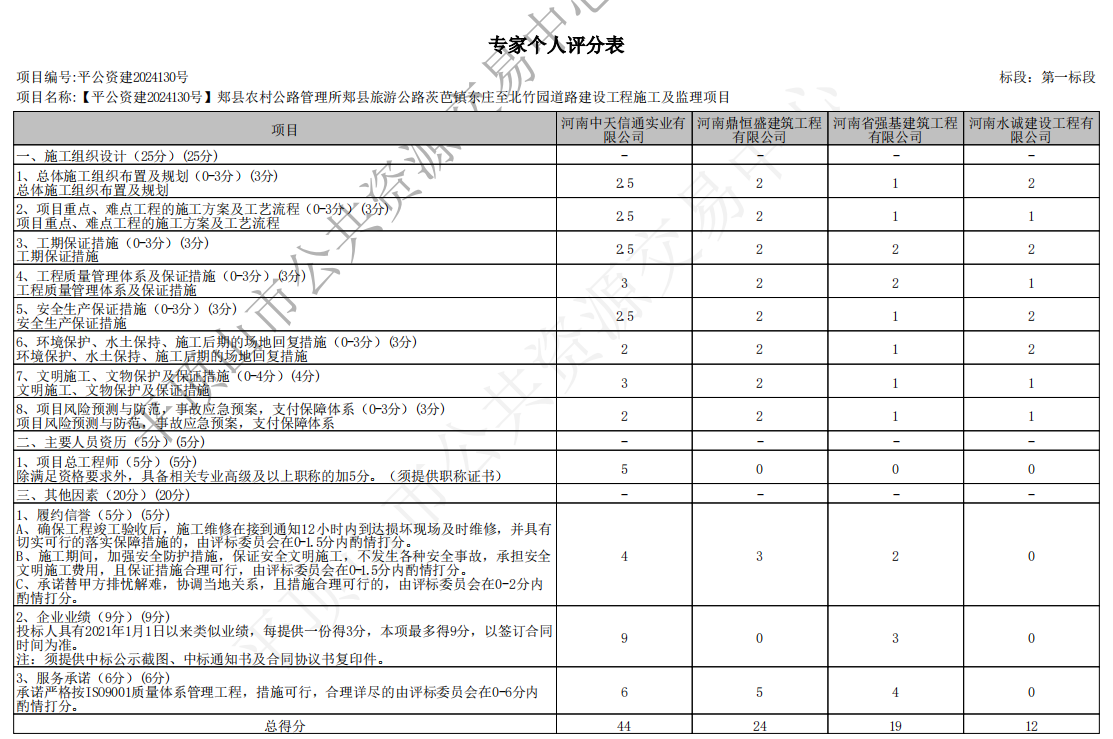 专家个人评分表
项目编号:平公资建2024130号 标段: 第一标段
项目名称:【平公资建2024130号】郏县农村公路管理所郏县旅游公路茨芭镇东庄至北竹园道路建设工程施工及监理项目
项目 河南中天信通实业有限公司 河南鼎恒盛建筑工程有限公司 河南省强基建筑工程有限公司 河南水诚建设工程有限公司
一、施工组织设计（25分）(25分) - - - -
1、总体施工组织布置及规划（0-3分）(3分)
总体施工组织布置及规划 2.5 2 1 2
2、项目重点、难点工程的施工方案及工艺流程（0-3分）(3分)
项目重点、难点工程的施工方案及工艺流程 2.5 2 1 1
3、工期保证措施（0-3分）(3分)
工期保证措施 2.5 2 2 2
4、工程质量管理体系及保证措施（0-3分）(3分)
工程质量管理体系及保证措施 3 2 2 1
5、安全生产保证措施（0-3分）(3分)
安全生产保证措施 2.5 2 1 2
6、环境保护、水土保持、施工后期的场地回复措施（0-3分）(3分)
环境保护、水土保持、施工后期的场地回复措施 2 2 1 2
7、文明施工、文物保护及保证措施（0-4分）(4分)
文明施工、文物保护及保证措施 3 2 1 1
8、项目风险预测与防范，事故应急预案，支付保障体系（0-3分）(3分)
项目风险预测与防范，事故应急预案，支付保障体系 2 2 1 1
二、主要人员资历（5分）(5分) - - - -
1、项目总工程师（5分）(5分)
除满足资格要求外，具备相关专业高级及以上职称的加5分。（须提供职称证书） 5 0 0 0
三、其他因素（20分）(20分) - - - -
1、履约信誉（5分）(5分)
A、确保工程竣工验收后，施工维修在接到通知12小时内到达损坏现场及时维修，并具有
切实可行的落实保障措施的，由评标委员会在0-1.5分内酌情打分。
B、施工期间，加强安全防护措施，保证安全文明施工，不发生各种安全事故，承担安全
文明施工费用，且保证措施合理可行，由评标委员会在0-1.5分内酌情打分。
C、承诺替甲方排忧解难，协调当地关系，且措施合理可行的，由评标委员会在0-2分内
酌情打分。 4 3 2 0
2、企业业绩（9分）(9分)
投标人具有2021年1月1日以来类似业绩，每提供一份得3分，本项最多得9分，以签订合同
时间为准。
注：须提供中标公示截图、中标通知书及合同协议书复印件。 9 0 3 0
3、服务承诺（6分）(6分)
承诺严格按ISO9001质量体系管理工程，措施可行，合理详尽的由评标委员会在0-6分内
酌情打分。 6 5 4 0
总得分 44 24 19 12
平顶山市公共资源交易中心
平顶山市公共资源交易中心